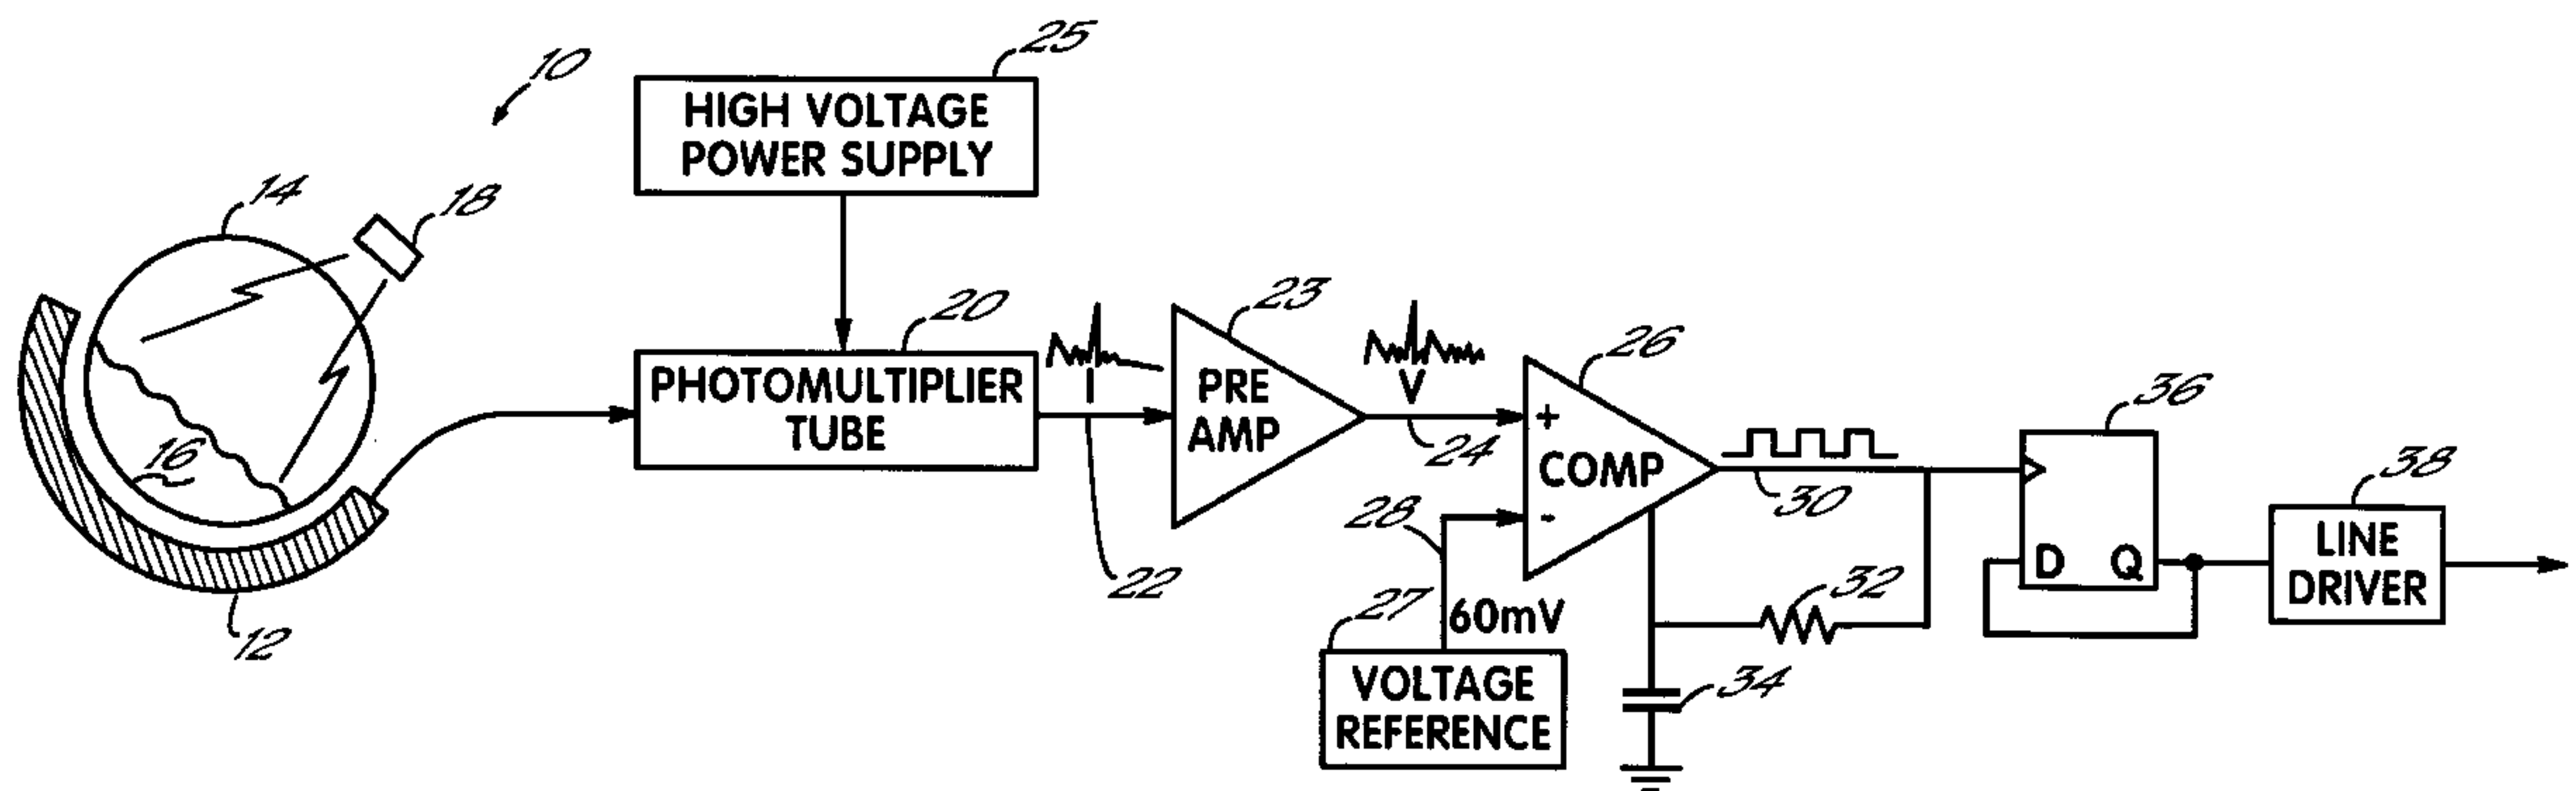 10
25
HIGH VOLTAGE
POWER SUPPLY
14
18
16
12
20
PHOTOMULTIPLIER
TUBE
I
22
23
PRE
AMP
V
24
26
+
COMP
-
28
60mV
27
VOLTAGE
REFERENCE
30
32
34
36
D Q
38
LINE
DRIVER